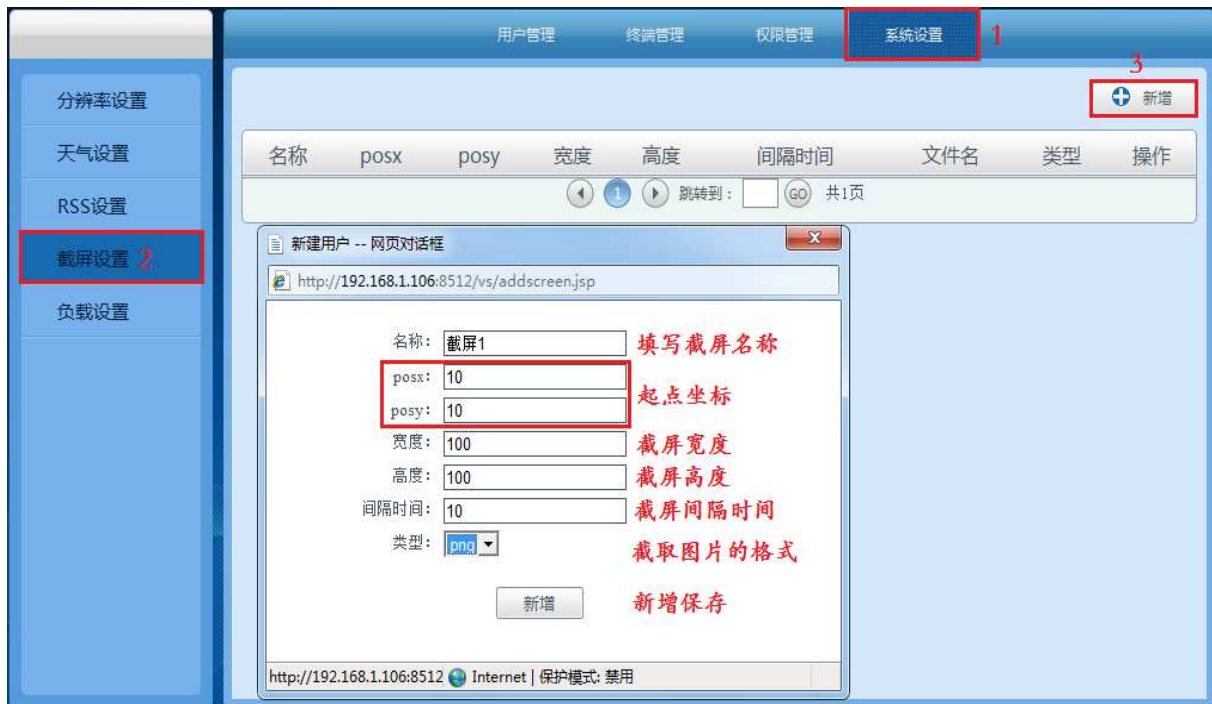 用户管理 终端管理 权限管理 系统设置 1
3
新增
分辨率设置
天气设置
RSS设置
截屏设置 2
负载设置
名称 posx posy 宽度 高度 间隔时间 文件名 类型 操作
1 跳转到: GO 共1页
新建用户 -- 网页对话框
http://192.168.1.106:8512/vs/addscreen.jsp
名称: 截屏1 填写截屏名称
posx: 10
起点坐标
posy: 10
宽度: 100 截屏宽度
高度: 100 截屏高度
间隔时间: 10 截屏间隔时间
类型: png 截取图片的格式
新增 新增保存
http://192.168.1.106:8512 Internet | 保护模式: 禁用